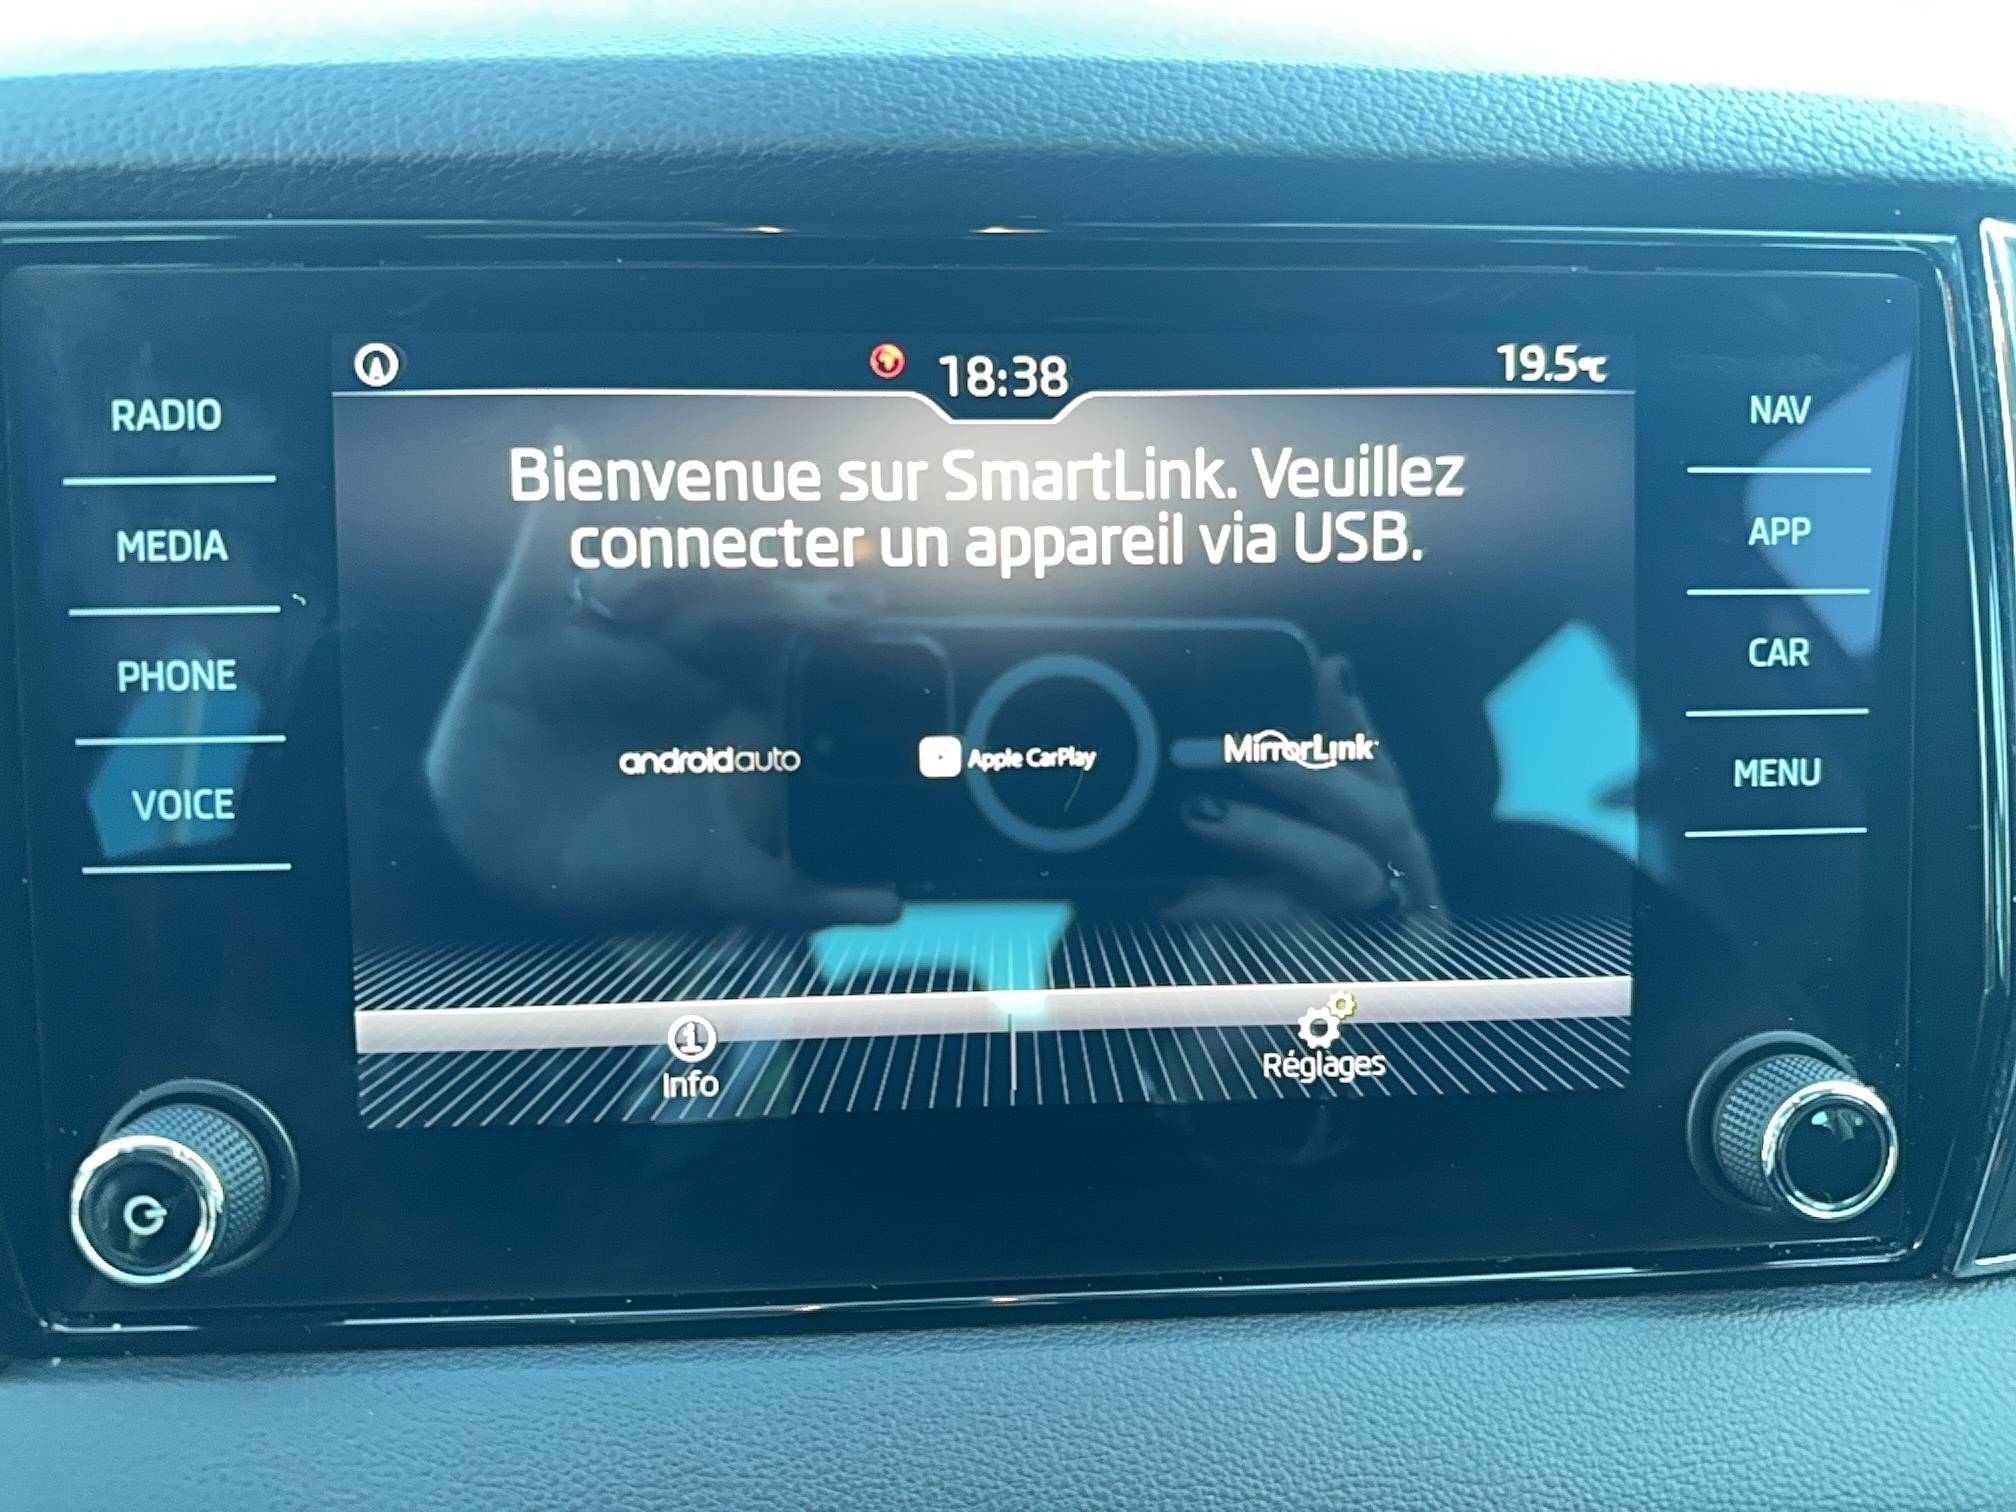 18:38
19.5°C
RADIO
MEDIA
PHONE
VOICE
Bienvenue sur SmartLink. Veuillez
connecter un appareil via USB.
androidauto
Apple CarPlay
MirrorLink
Info
Réglages
NAV
APP
CAR
MENU